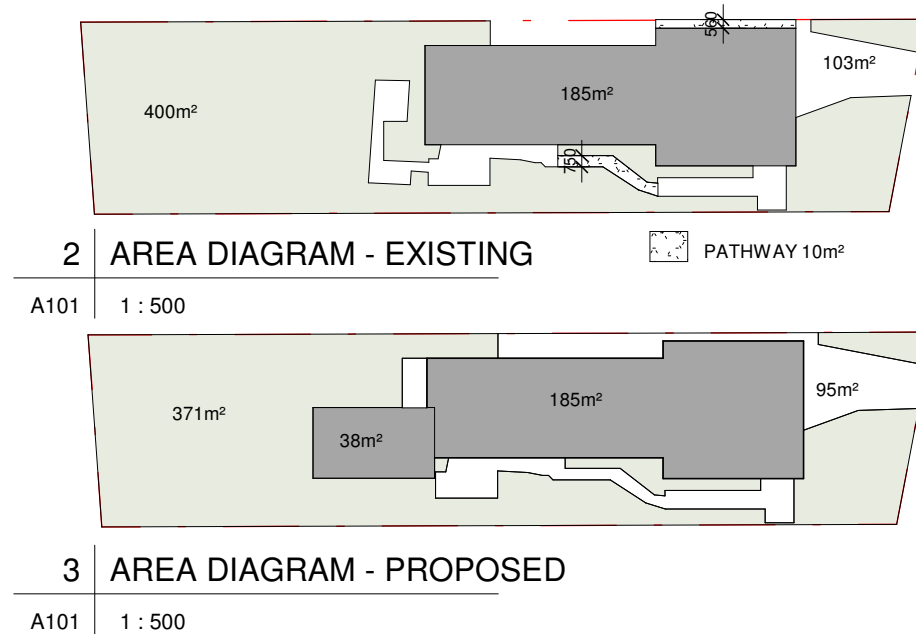 560
103m²
185m²
400m²
750
2 AREA DIAGRAM - EXISTING
PATHWAY 10m²
A101 1 : 500
371m²
185m²
95m²
38m²
3 AREA DIAGRAM - PROPOSED
A101 1 : 500